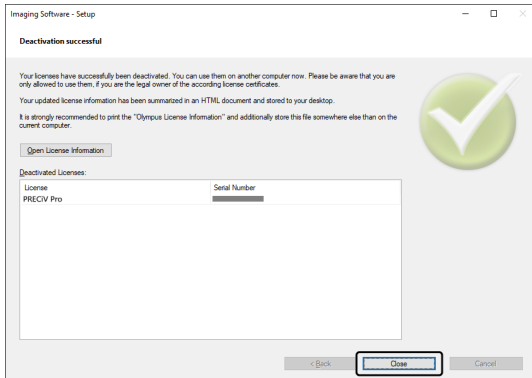 Imaging Software - Setup
Deactivation successful
Your licenses have successfully been deactivated. You can use them on another computer now. Please be aware that you are
only allowed to use them, if you are the legal owner of the according license certificates.
Your updated license information has been summarized in an HTML document and stored to your desktop.
It is strongly recommended to print the "Olympus License Information" and additionally store this file somewhere else than on the
current computer.
Open License Information
Deactivated Licenses:
License Serial Number
PRECiV Pro
< Back Close Cancel